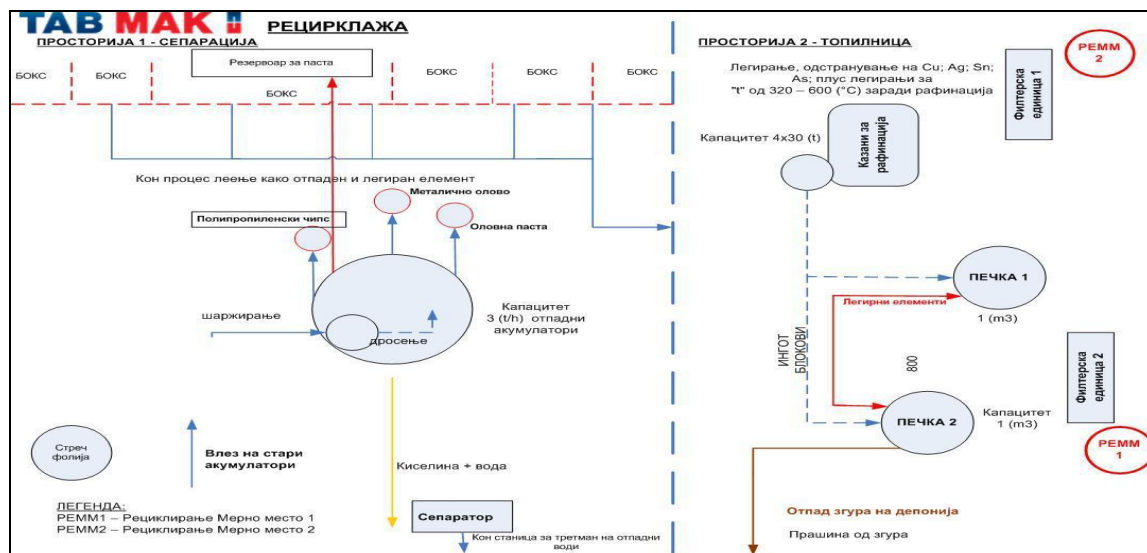 ТАВ МАК
РЕЦИРКЛАЖА
ПРОСТОРИЈА 1 - СЕПАРАЦИЈА
Резервоар за паста
БОКС
БОКС
БОКС
БОКС
БОКС
БОКС
Кон процес леење како отпаден и легиран елемент
Металично олово
Полипропиленски чипс
Оловна паста
шаржирање
дросење
Капацитет
3 (t/h) отпадни
акумулатори
Стреч
фолија
Влез на стари
акумулатори
Киселина + вода
ЛЕГЕНДА:
РЕММ1 – Рециклирање Мерно место 1
РЕММ2 – Рециклирање Мерно место 2
Сепаратор
Кон станица за третман на отпадни
води
ПРОСТОРИЈА 2 - ТОПИЛНИЦА
РЕММ
2
Легирање, одстранување на Cu; Ag; Sn;
As; плус легирањи за
"t" од 320 – 600 (°C) заради рафинација
Филтерска
единица 1
Капацитет 4x30 (t)
Казани за
рафинација
ПЕЧКА 1
Легирни елементи
1 (m3)
ИНГОТ
БЛОКОВИ
800
Филтерска
единица 2
ПЕЧКА 2
Капацитет
1 (m3)
РЕММ
1
Отпад згура на депонија
Прашина од згура